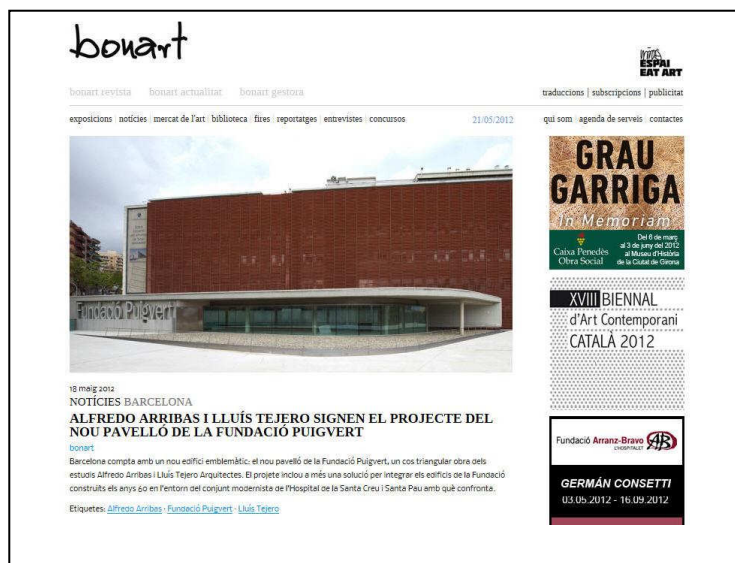 bonart
mites
ESPAI
EAT ART
bonart revista bonart actualitat bonart gestora
traduccions | subscripcions | publicitat
exposicions | notícies | mercat de l'art | biblioteca | fires | reportatges | entrevistes | concursos
21/05/2012
qui som agenda de serveis contactes
Fundació Puigvert
GRAU
GARRIGA
In Memoriam
Caixa Penedès
Obra Social
Del 6 de març
al 3 de juny del 2012
al Museu d'Història
de la Ciutat de Girona
XVIII BIENNAL
d'Art Contemporani
CATALÀ 2012
18 maig 2012
NOTÍCIES BARCELONA
ALFREDO ARRIBAS I LLUÍS TEJERO SIGNEN EL PROJECTE DEL
NOU PAVELLÓ DE LA FUNDACIÓ PUIGVERT
bonart
Barcelona compta amb un nou edifici emblemàtic: el nou pavelló de la Fundació Puigvert, un cos triangular obra dels
estudis Alfredo Arribas i Lluís Tejero Arquitectes. El projecte inclou a més una solució per integrar els edificis de la Fundació
construïts els anys 60 en l'entorn del conjunt modernista de l'Hospital de la Santa Creu i Santa Pau amb què confronta.
Etiquetes: Alfredo Arribas · Fundació Puigvert · Lluís Tejero
Fundació Arranz-Bravo AB
L'HOSPITALET
GERMÁN CONSETTI
03.05.2012 - 16.09.2012